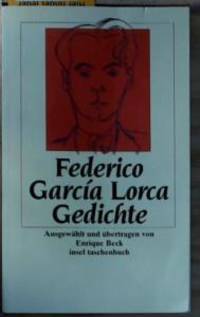 Federico
García Lorca
Gedichte
Ausgewählt und übertragen von
Enrique Beck
insel taschenbuch